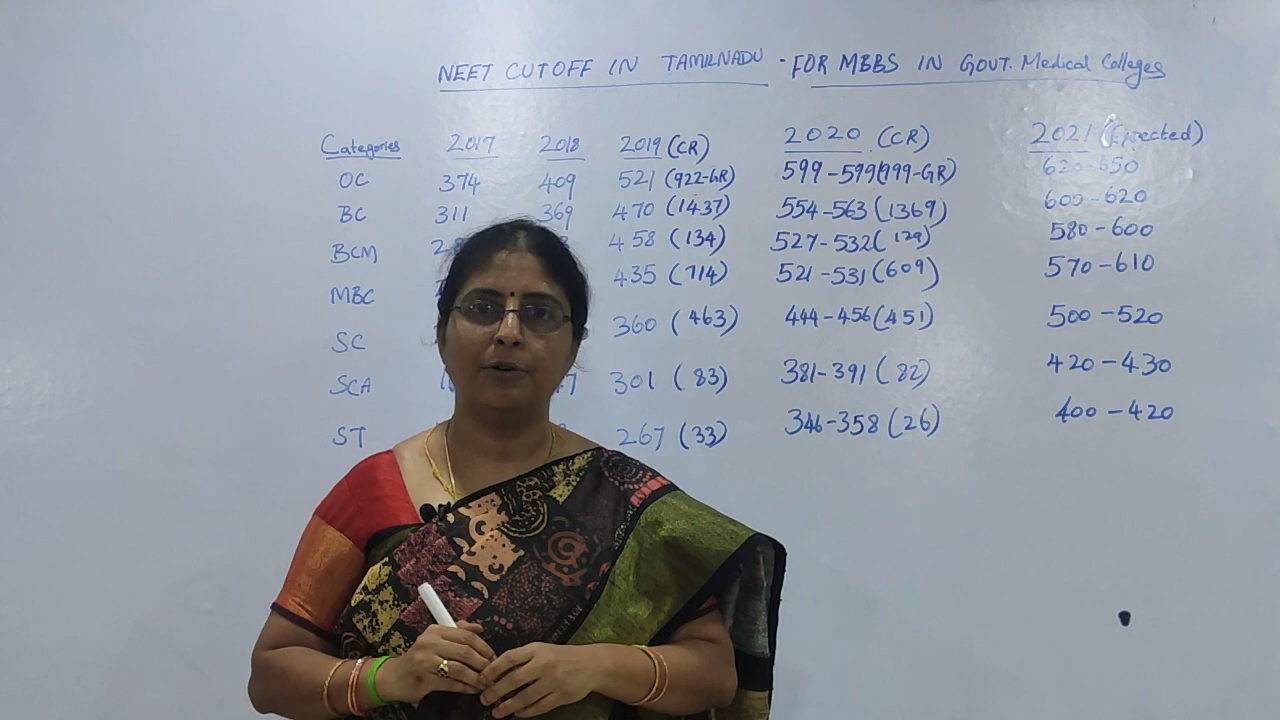 NEET CUTOFF IN TAMILNADU - FOR MBBS IN GOVT. Medical Colleges
Categories 2017 2018 2019 (CR) 2020 (CR) 2021 (Expected)
OC 374 409 521 (922-GR) 599-599(999-GR) 620-650
BC 311 369 470 (1437) 554-563 (1369) 600-620
BCM 458 (134) 527-532( 129) 580-600
MBC 435 (714) 521-531 (609) 570-610
SC 360 (463) 444-456 (451) 500-520
SCA 301 (83) 381-391 (82) 420-430
ST 267 (33) 346-358 (26) 400-420